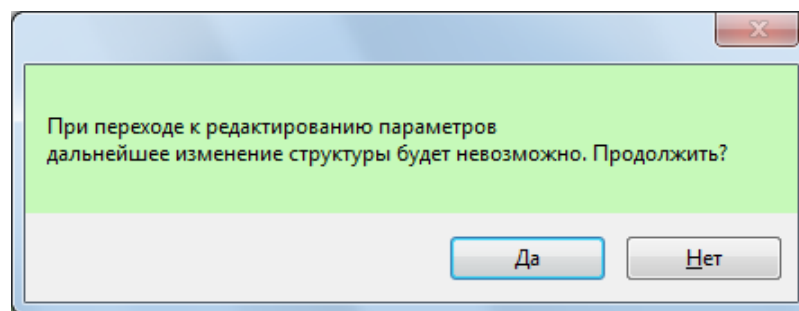 При переходе к редактированию параметров
дальнейшее изменение структуры будет невозможно. Продолжить?
Да
Нет